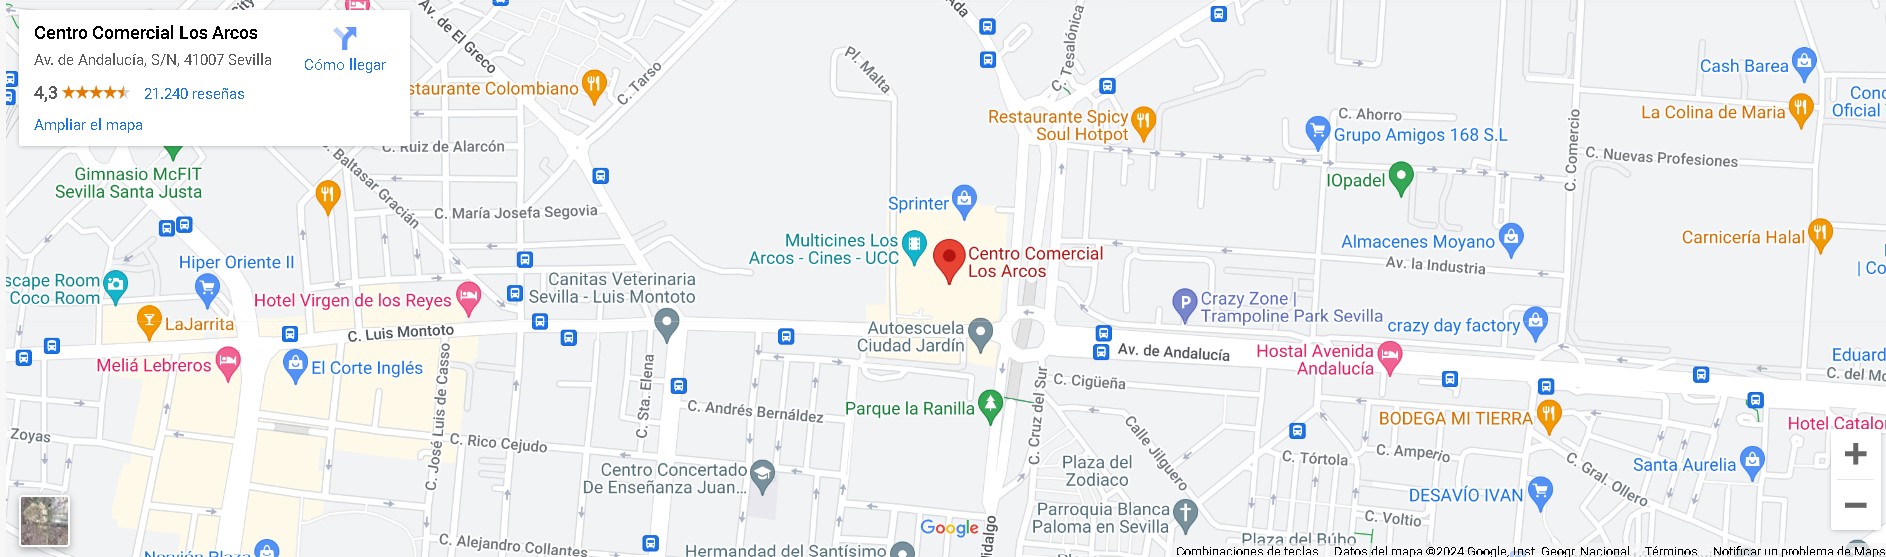 Centro Comercial Los Arcos
Av. de Andalucía, S/N, 41007 Sevilla
4,3
21.240 reseñas
Ampliar el mapa
Cómo llegar
Av. de El Greco
C. Tarso
Pl. Malta
C. Tesalónica
Cash Barea
staurante Colombiano
Restaurante Spicy
Soul Hotpot
C. Ahorro
Grupo Amigos 168 S.L
La Colina de Maria
Oficial
C. Comercio
C. Ruiz de Alarcón
C. Nuevas Profesiones
Gimnasio McFIT
Sevilla Santa Justa
Baltasar Gracián
IOpadel
C. María Josefa Segovia
Sprinter
Multicines Los
Arcos - Cines - UCC
Centro Comercial
Los Arcos
Almacenes Moyano
Carnicería Halal
Av. la Industria
| Co
Hiper Oriente II
scape Room
Coco Room
Canitas Veterinaria
Sevilla - Luis Montoto
Hotel Virgen de los Reyes
Crazy Zone |
Trampoline Park Sevilla
LaJarrita
C. Luis Montoto
Autoescuela
Ciudad Jardín
crazy day factory
Av. de Andalucía
Hostal Avenida
Andalucía
Eduard
C. del Mo
Meliá Lebreros
El Corte Inglés
C. José Luis de Casso
C. Sta. Elena
C. Cigüeña
C. Cruz del Sur
Parque la Ranilla
C. Andrés Bernáldez
BODEGA MI TIERRA
Hotel Catalo
Zoyas
C. Rico Cejudo
Calle Jilguero
C. Tórtola
C. Amperio
C. Gral. Ollero
Santa Aurelia
Centro Concertado
De Enseñanza Juan...
Plaza del
Zodiaco
DESAVÍO IVAN
Parroquia Blanca
Paloma en Sevilla
C. Voltio
Google
Plaza del Búho
C. Alejandro Collantes
Hermandad del Santísimo
Combinaciones de teclas
Datos del mapa ©2024 Google, Inst. Geogr. Nacional
Términos
Notificar un problema de Maps